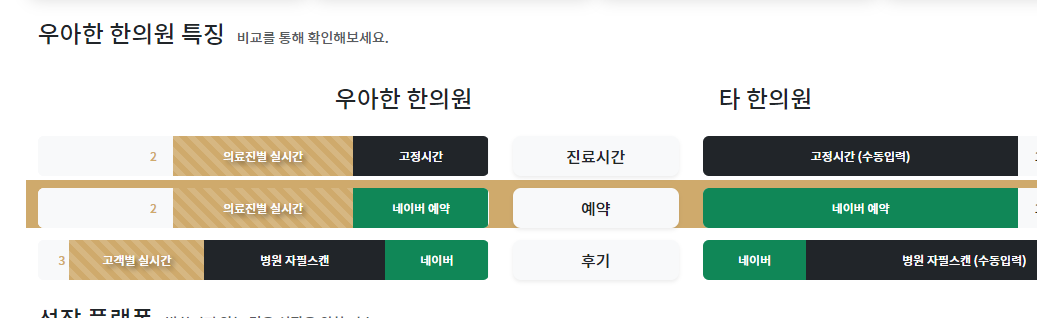 우아한 한의원 특징 비교를 통해 확인해보세요.
우아한 한의원 타 한의원
2 의료진별 실시간 고정시간 진료시간 고정시간 (수동입력)
2 의료진별 실시간 네이버 예약 예약 네이버 예약
3 고객별 실시간 병원 자필스캔 네이버 후기 네이버 병원 자필스캔 (수동입력)